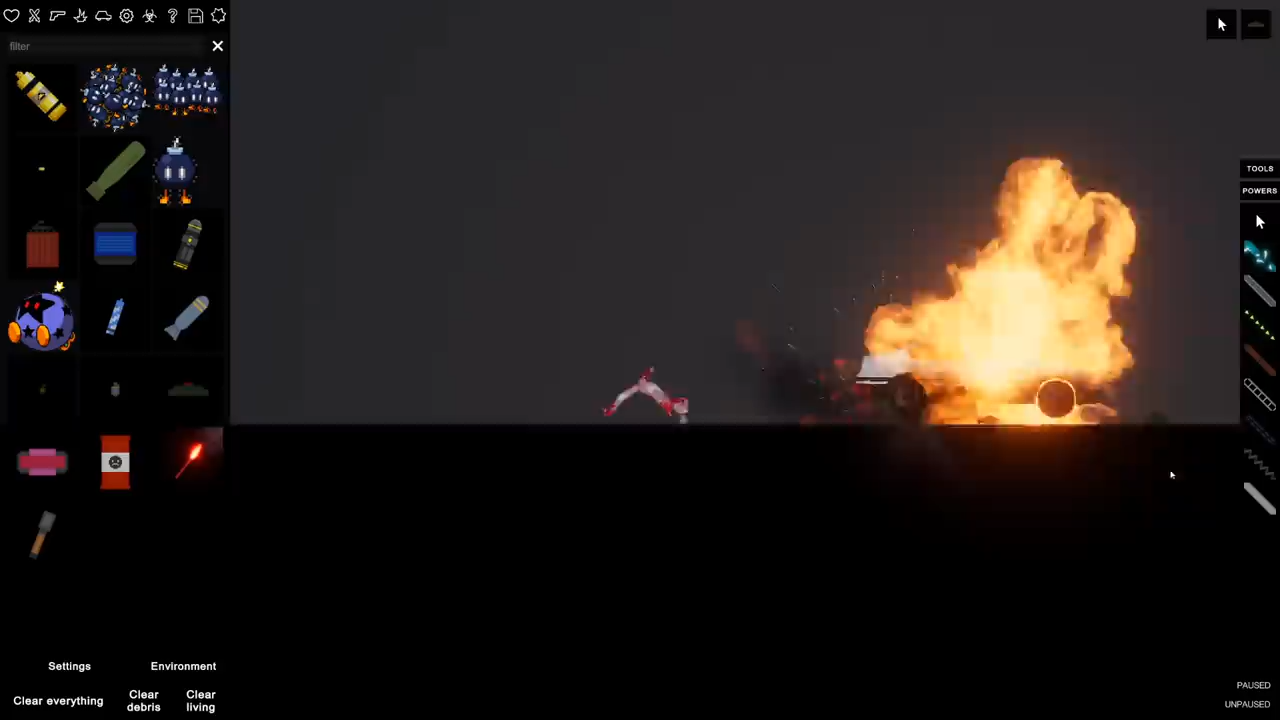 filter
TOOLS
POWERS
Settings
Environment
Clear everything
Clear
debris
Clear
living
PAUSED
UNPAUSED